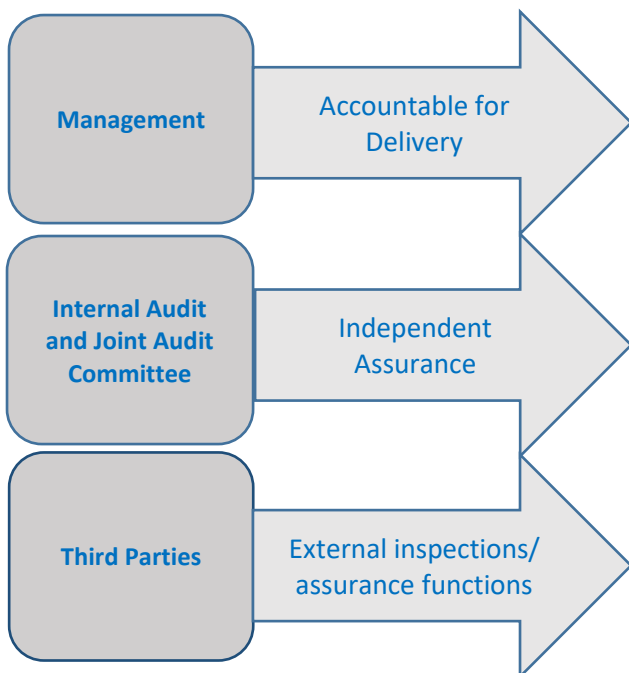 Management
Accountable for
Delivery
Internal Audit
and Joint Audit
Committee
Independent
Assurance
Third Parties
External inspections/
assurance functions